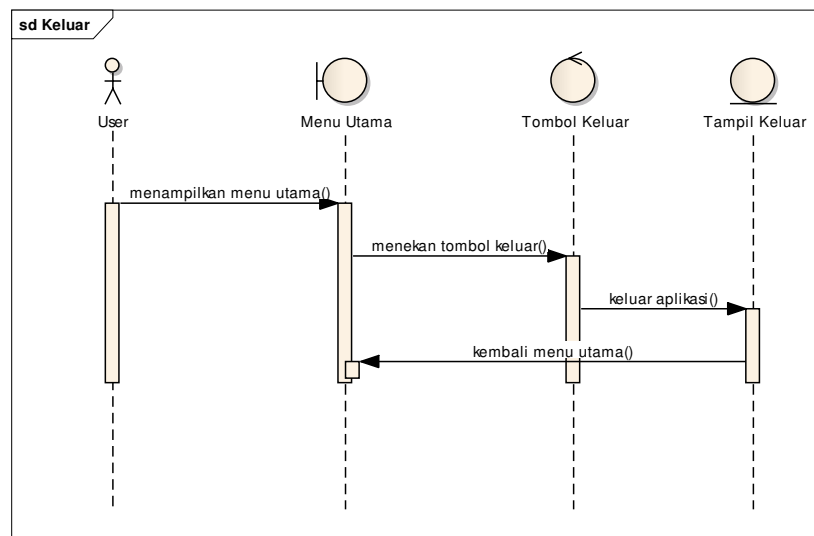 sd Keluar
User
Menu Utama
Tombol Keluar
Tampil Keluar
menampilkan menu utama()
menekan tombol keluar()
keluar aplikasi()
kembali menu utama()